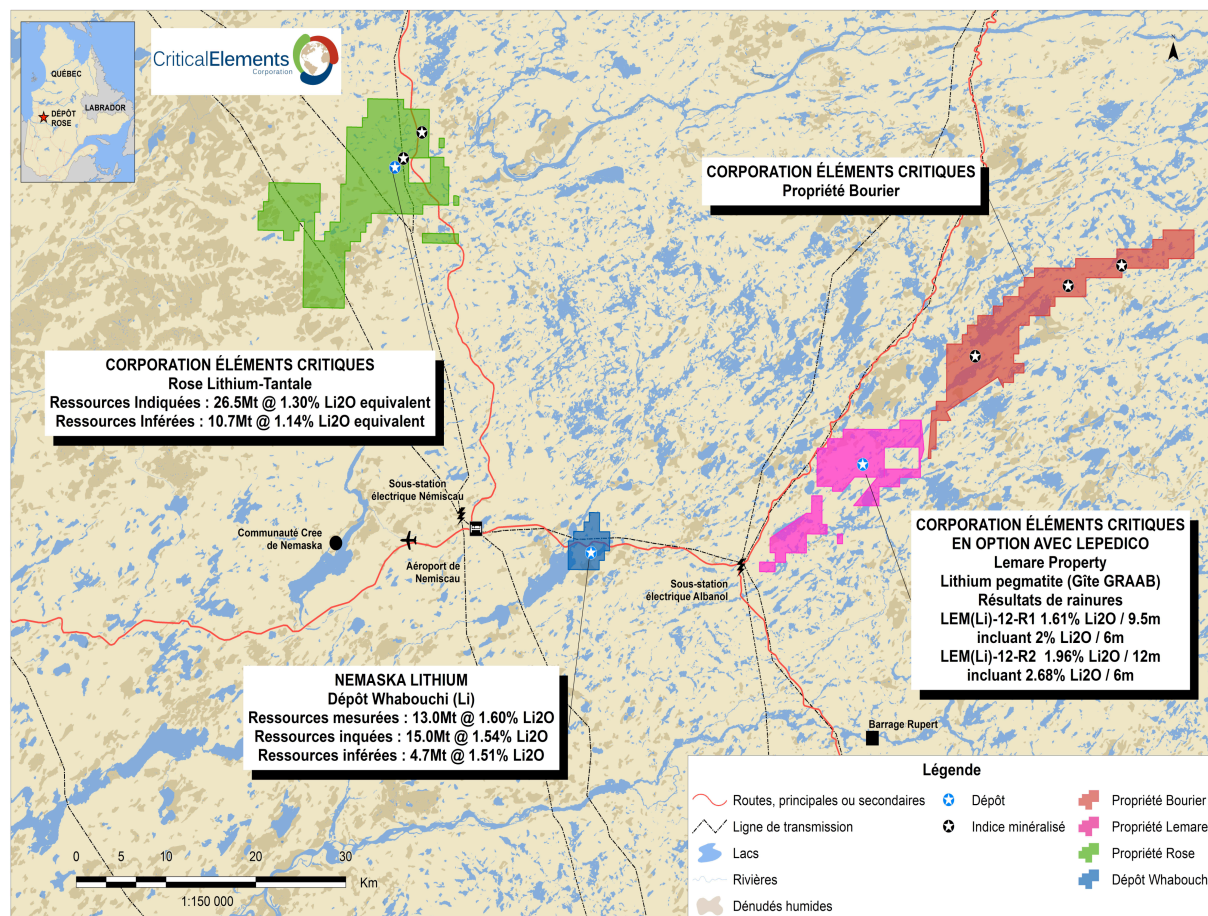 QUÉBEC
LABRADOR
DÉPÔT
ROSE
CriticalElements
Corporation
N
CORPORATION ÉLÉMENTS CRITIQUES
Propriété Bourier
CORPORATION ÉLÉMENTS CRITIQUES
Rose Lithium-Tantale
Ressources Indiquées : 26.5Mt @ 1.30% Li2O equivalent
Ressources Inférées : 10.7Mt @ 1.14% Li2O equivalent
Sous-station
électrique Némiscau
Communauté Cree
de Nemaska
Aéroport de
Nemiscau
Sous-station
électrique Albanol
CORPORATION ÉLÉMENTS CRITIQUES
EN OPTION AVEC LEPEDICO
Lemare Property
Lithium pegmatite (Gîte GRAAB)
Résultats de rainures
LEM(Li)-12-R1 1.61% Li2O / 9.5m
incluant 2% Li2O / 6m
LEM(Li)-12-R2 1.96% Li2O / 12m
incluant 2.68% Li2O / 6m
NEMASKA LITHIUM
Dépôt Whabouchi (Li)
Ressources mesurées : 13.0Mt @ 1.60% Li2O
Ressources inquées : 15.0Mt @ 1.54% Li2O
Ressources inférées : 4.7Mt @ 1.51% Li2O
Barrage Rupert
Légende
Routes, principales ou secondaires
Ligne de transmission
Lacs
Rivières
Dénudés humides
Dépôt
Indice minéralisé
Propriété Bourier
Propriété Lemare
Propriété Rose
Dépôt Whabouch
0 5 10 20 30
Km
1:150 000